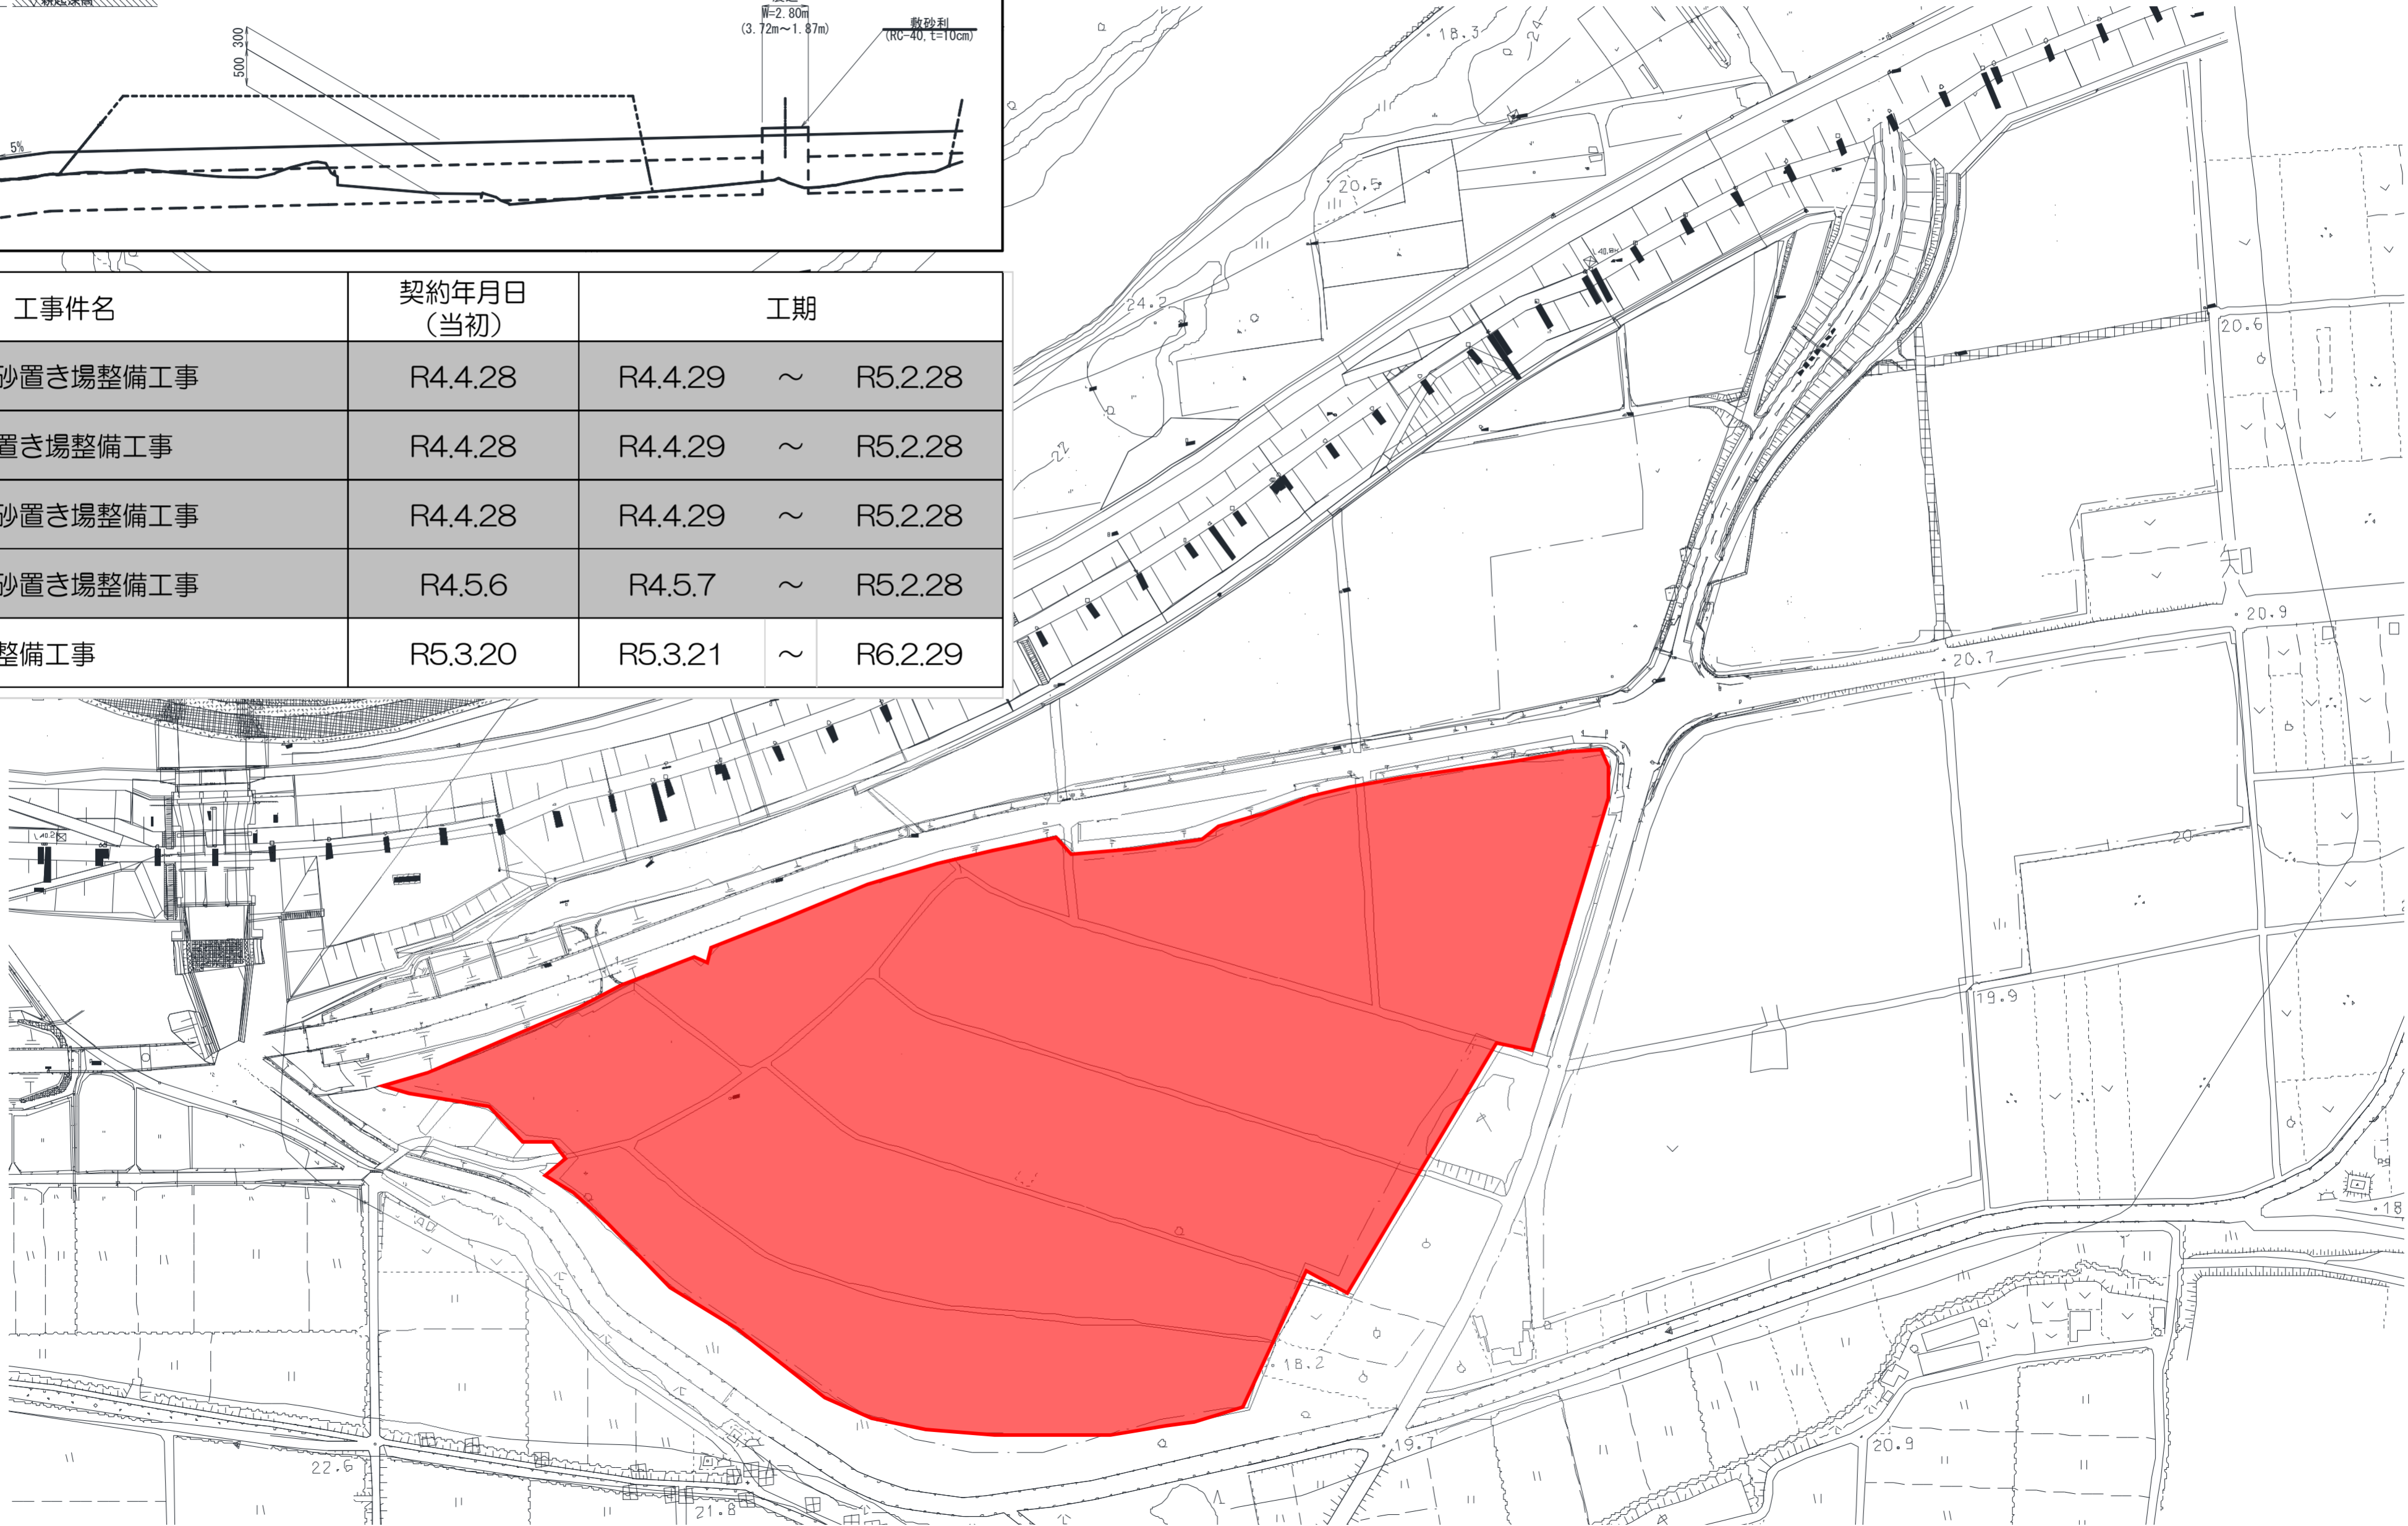 W=2.80m
(3.72m～1.87m)
敷砂利
(RC-40, t=10cm)
500 300
5%
工事件名
契約年月日
（当初）
工期
砂置き場整備工事 R4.4.28 R4.4.29 ～ R5.2.28
置き場整備工事 R4.4.28 R4.4.29 ～ R5.2.28
砂置き場整備工事 R4.4.28 R4.4.29 ～ R5.2.28
砂置き場整備工事 R4.5.6 R4.5.7 ～ R5.2.28
整備工事 R5.3.20 R5.3.21 ～ R6.2.29
18.3
24
20.5
24.2
22
20.6
20.9
20.7
20
19.9
18
18.2
19.7
20.9
22.6
21.8